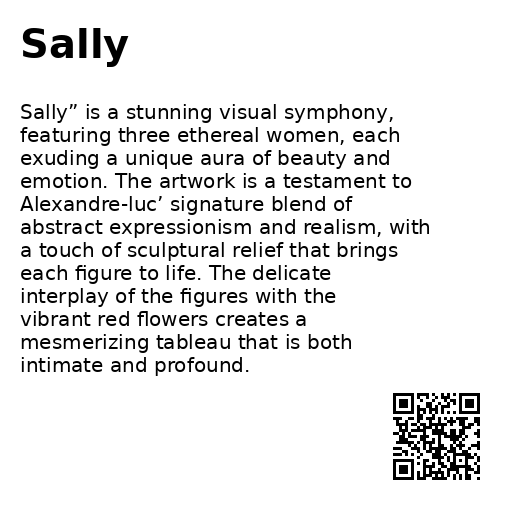 Sally
Sally” is a stunning visual symphony,
featuring three ethereal women, each
exuding a unique aura of beauty and
emotion. The artwork is a testament to
Alexandre-luc’ signature blend of
abstract expressionism and realism, with
a touch of sculptural relief that brings
each figure to life. The delicate
interplay of the figures with the
vibrant red flowers creates a
mesmerizing tableau that is both
intimate and profound.